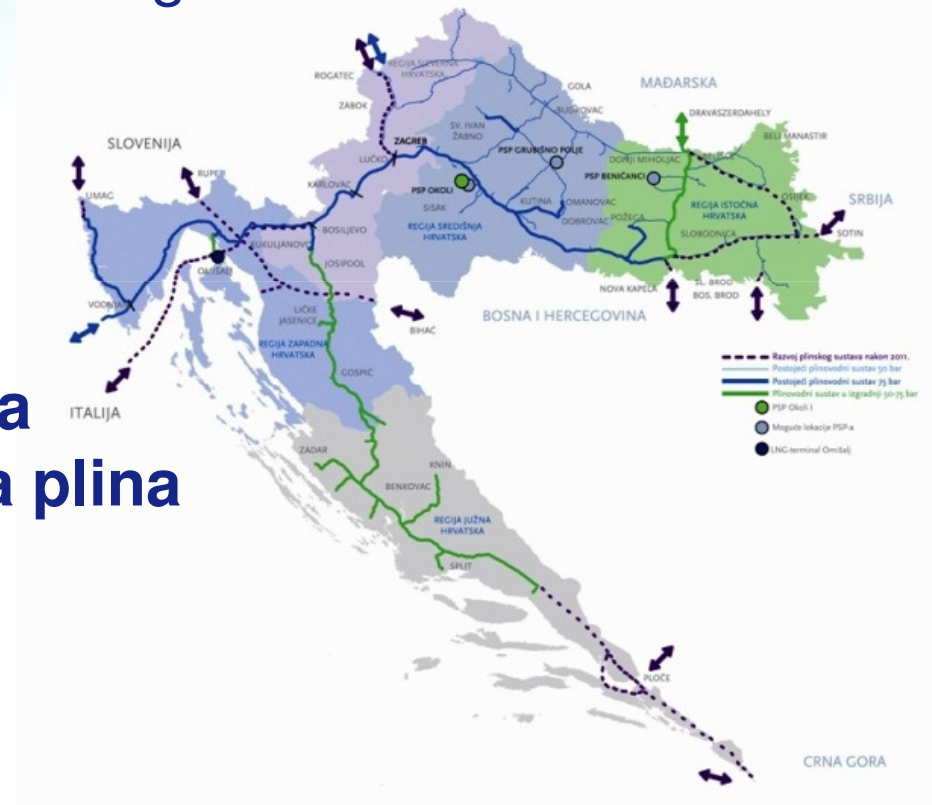 g
ROGATEC
REGIJA SJEVERNA
HRVATSKA
ZABOK
GOLA
MAĐARSKA
DRAVASZERDAHELY
SLOVENIJA
SV. IVAN
ŽABNO
BELI MANASTIR
ZAGREB
PSP GRUBIŠNO POLJE
LUČKO
DONJI MIHOLJAC
RUPA
PSP BENIČANCI
KARLOVAC
PSP OKOLI
UMAG
OSIJEK
SRBIJA
KUTINA
SISAK
REGIJA ISTOČNA
HRVATSKA
DOBROVAC
POŽEGA
BOSILJEVO
REGIJA SREDIŠNJA
HRVATSKA
SLOBODNICA
SOTIN
KUKULJANOVO
JOSIPDOL
OMIŠALJ
NOVA KAPELA
SL. BROD
BOS. BROD
VODNJAN
LIČKE
JASENICE
BIHAĆ
BOSNA I HERCEGOVINA
REGIJA ZAPADNA
HRVATSKA
GOSPIĆ
Razvoj plinskog sustava nakon 2011.
Postojeći plinovodni sustav 50 bar
Postojeći plinovodni sustav 75 bar
Plinovodni sustav u izgradnji 50-75 bar
PSP Okoli I
Moguće lokacije PSP-a
LNG-terminal Omišalj
ITALIJA
a
a plina
ZADAR
KNIN
BENKOVAC
REGIJA JUŽNA
HRVATSKA
SPLIT
PLOČE
CRNA GORA